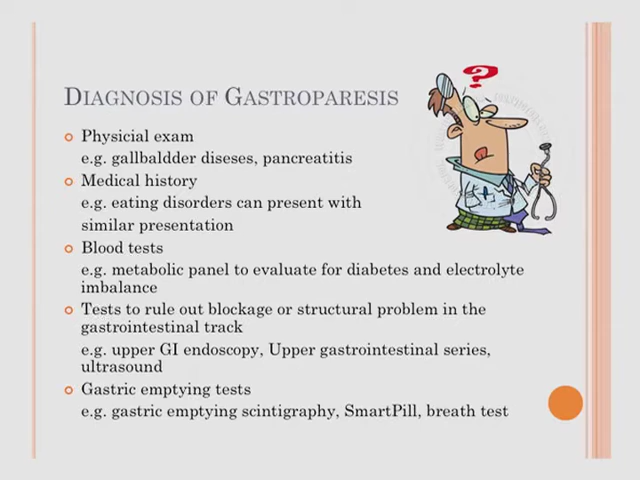 DIAGNOSIS OF GASTROPARESIS
Physicial exam
e.g. gallbaldder diseses, pancreatitis
Medical history
e.g. eating disorders can present with
similar presentation
Blood tests
e.g. metabolic panel to evaluate for diabetes and electrolyte
imbalance
Tests to rule out blockage or structural problem in the
gastrointestinal track
e.g. upper GI endoscopy, Upper gastrointestinal series,
ultrasound
Gastric emptying tests
e.g. gastric emptying scintigraphy, SmartPill, breath test
?